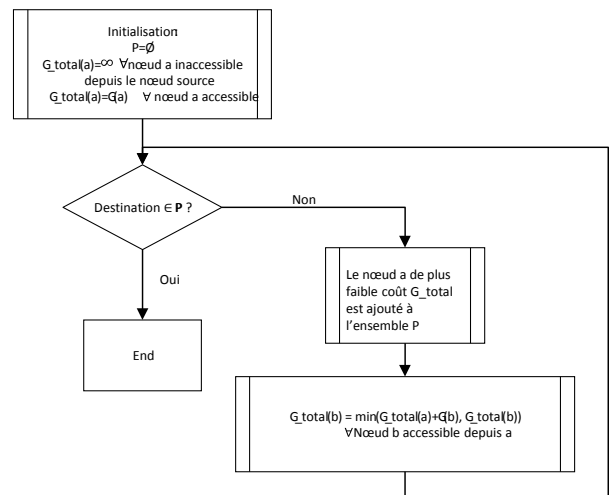 Initialisation:
P=Ø
G_total(a)=∞ ∀nœud a inaccessible
depuis le nœud source
G_total(a)=G(a) ∀ nœud a accessible
Destination ∈ P ?
Non
Oui
Le nœud a de plus
faible coût G_total
est ajouté à
l'ensemble P
End
G_total(b) = min(G_total(a)+G(b), G_total(b))
∀Nœud b accessible depuis a